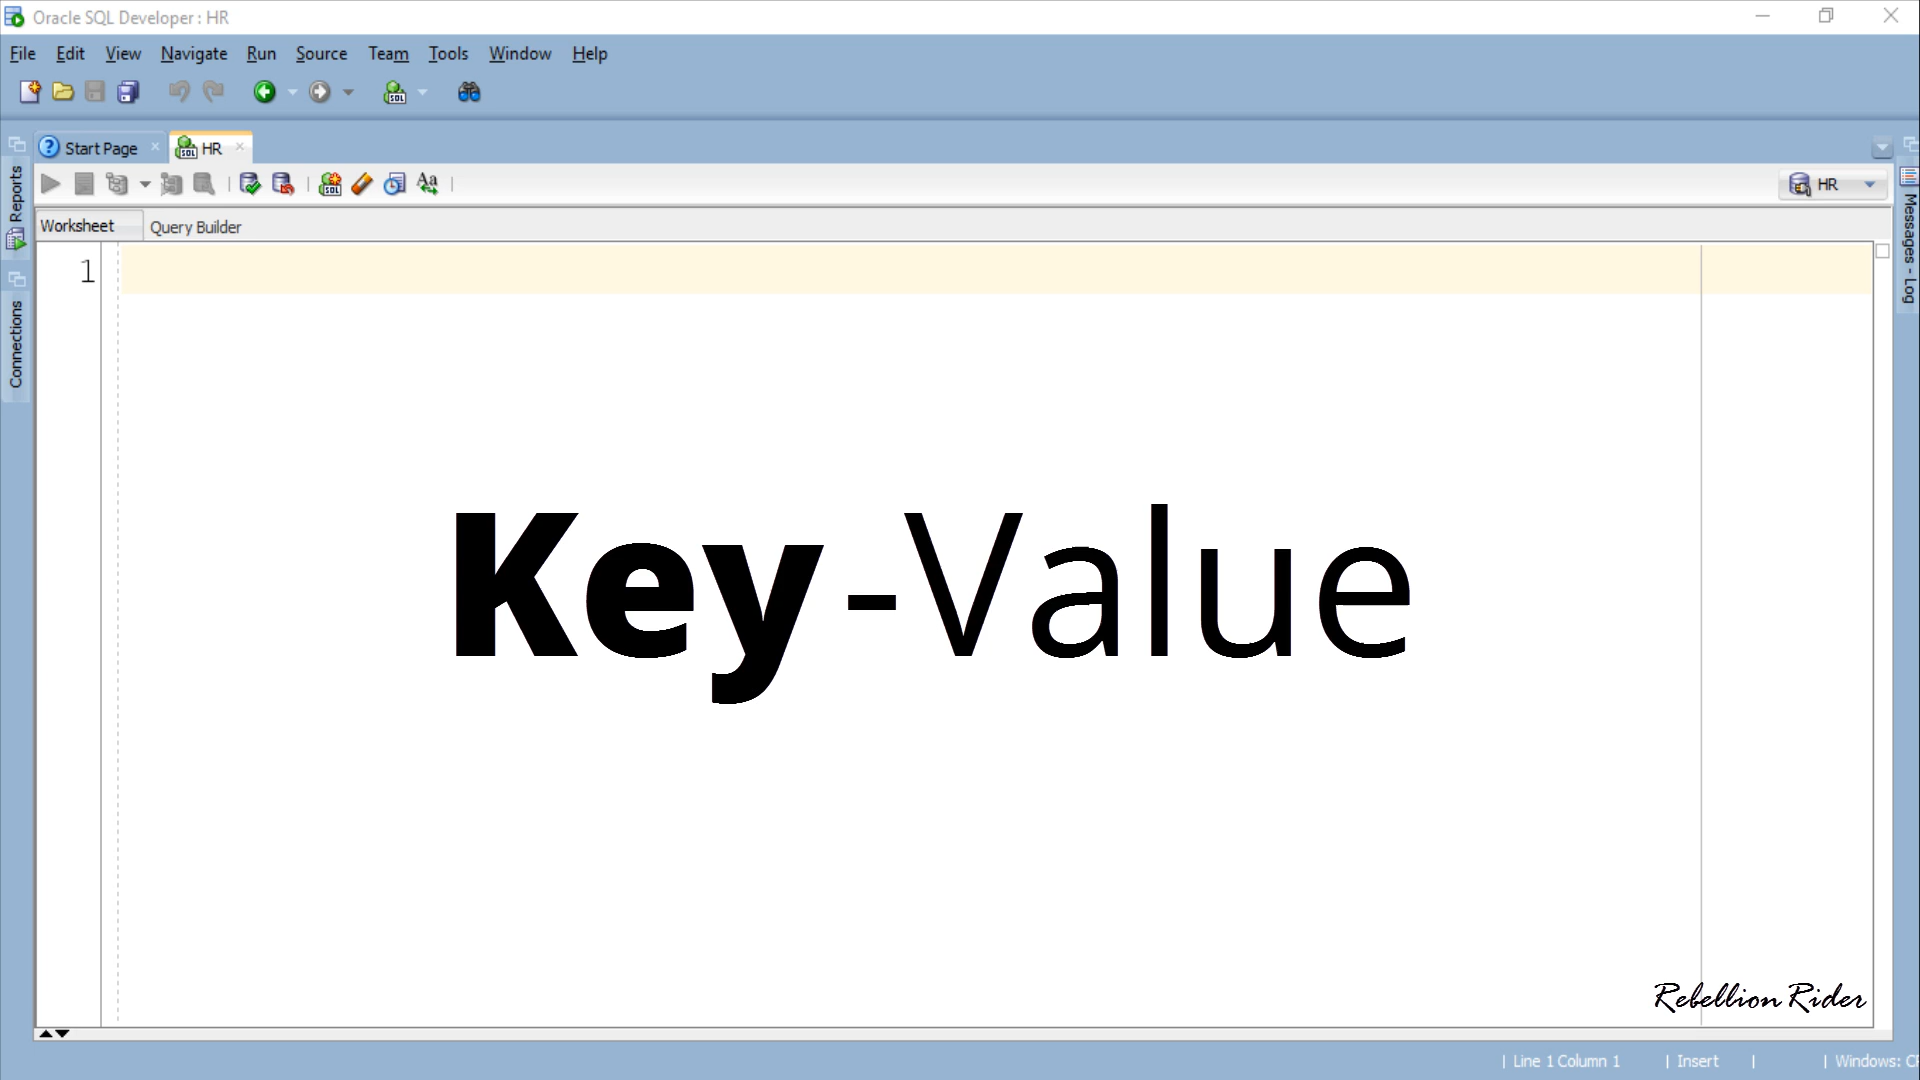 Oracle SQL Developer : HR
File Edit View Navigate Run Source Team Tools Window Help
Start Page HR
Reports
Connections
Messages - Log
HR
Worksheet Query Builder
1
Key-Value
Rebellion Rider
Line 1 Column 1 | Insert | | Windows: C